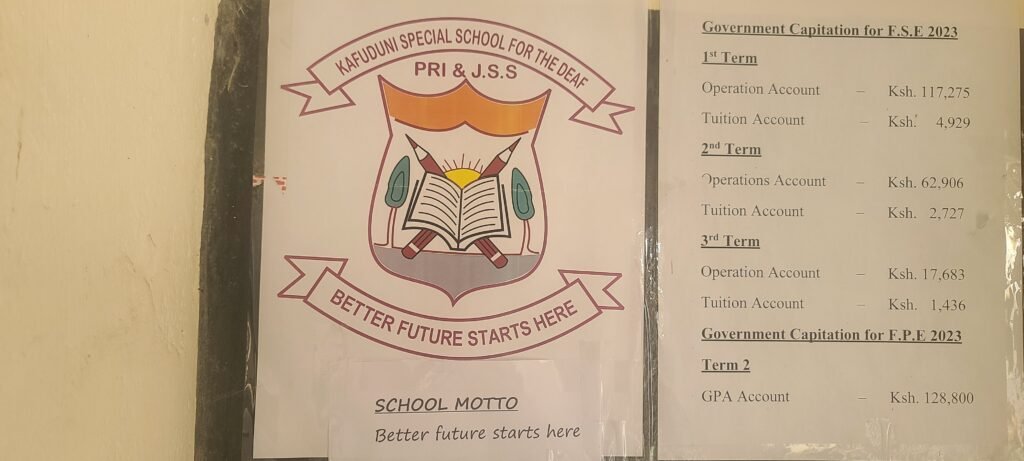 KAFUDUNI SPECIAL SCHOOL FOR THE DEAF
PRI & J.S.S
BETTER FUTURE STARTS HERE
SCHOOL MOTTO
Better future starts here
Government Capitation for F.S.E 2023
1st Term
Operation Account – Ksh. 117,275
Tuition Account – Ksh. 4,929
2nd Term
Operations Account – Ksh. 62,906
Tuition Account – Ksh. 2,727
3rd Term
Operation Account – Ksh. 17,683
Tuition Account – Ksh. 1,436
Government Capitation for F.P.E 2023
Term 2
GPA Account – Ksh. 128,800